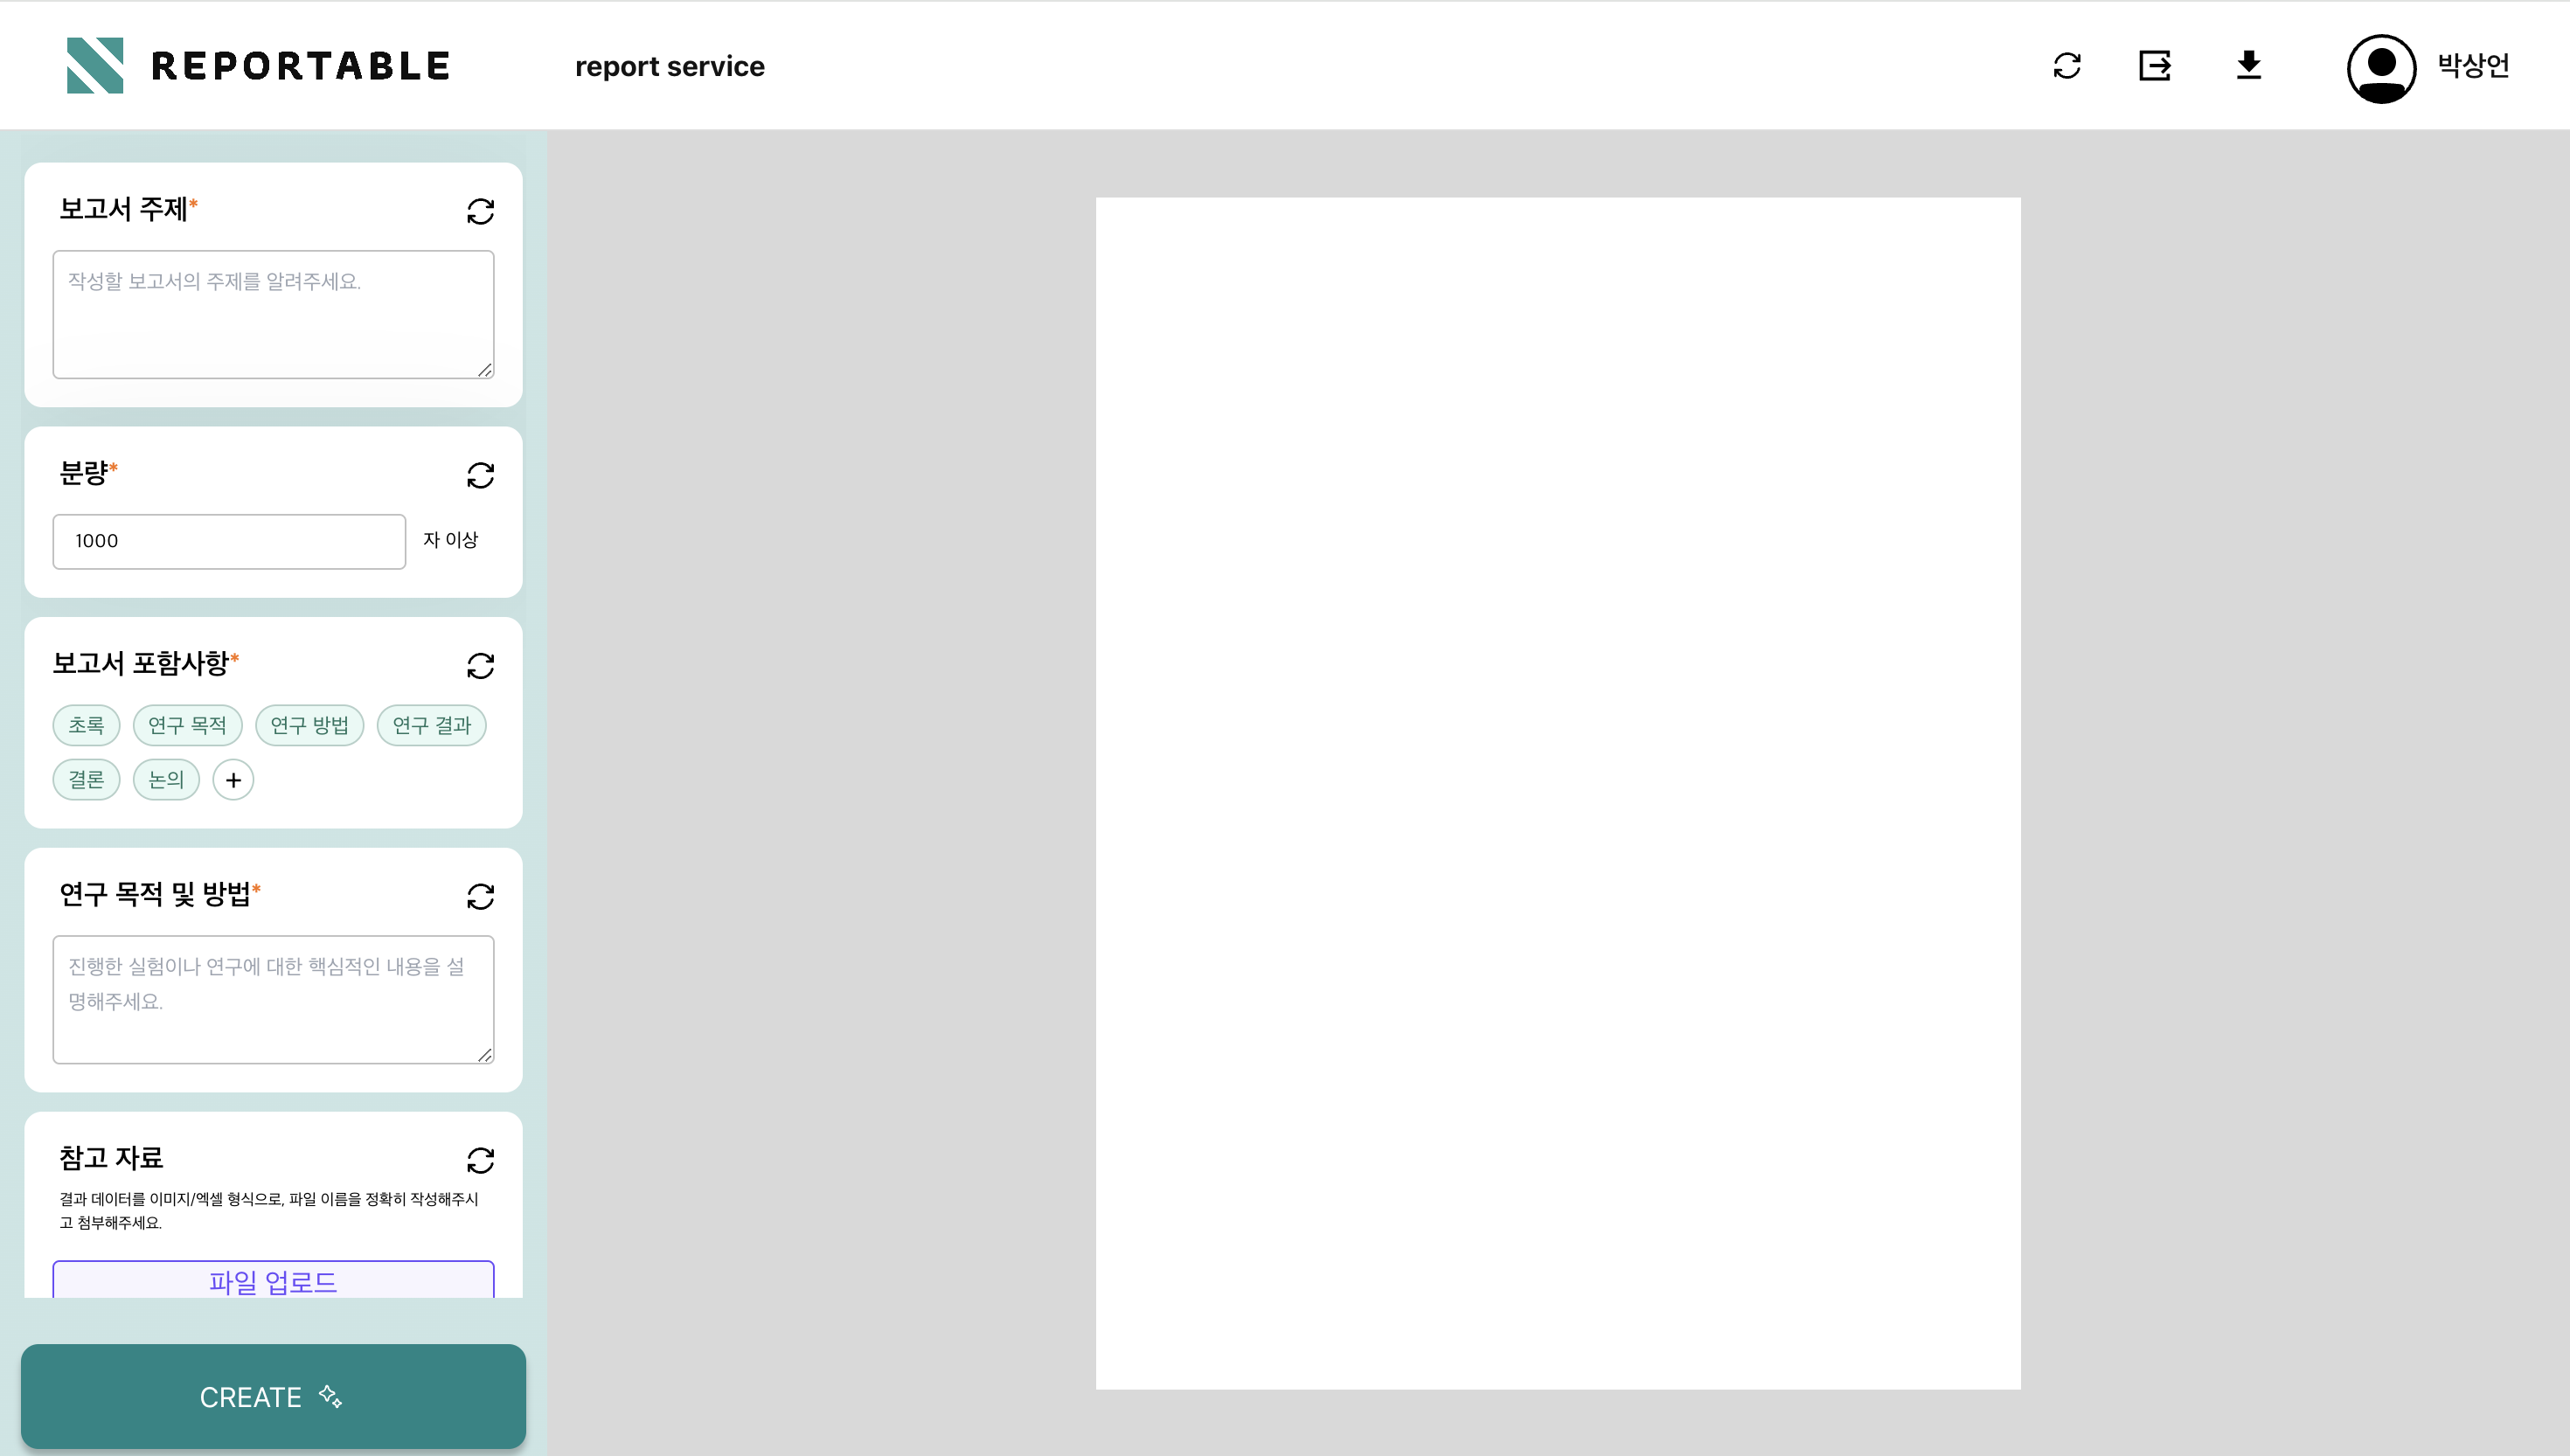 REPORTABLE
report service
박상언
보고서 주제*
작성할 보고서의 주제를 알려주세요.
분량*
1000
자 이상
보고서 포함사항*
초록 연구 목적 연구 방법 연구 결과
결론 논의 +
연구 목적 및 방법*
진행한 실험이나 연구에 대한 핵심적인 내용을 설
명해주세요.
참고 자료
결과 데이터를 이미지/엑셀 형식으로, 파일 이름을 정확히 작성해주시
고 첨부해주세요.
파일 업로드
CREATE